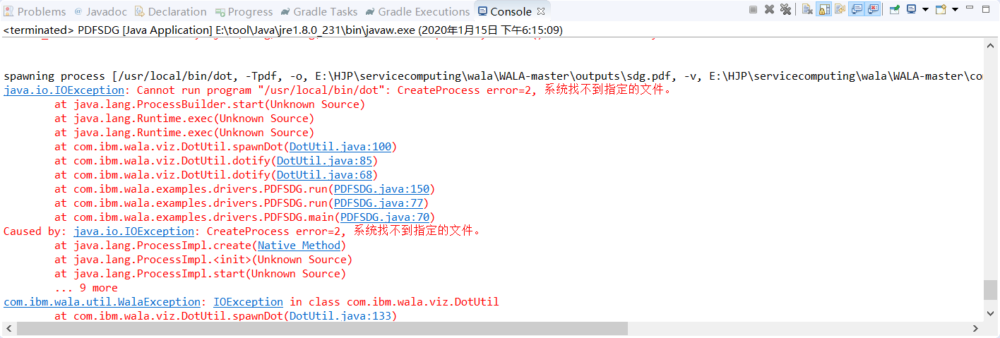 Problems @ Javadoc Declaration Progress Gradle Tasks Gradle Executions Console
<terminated> PDFSDG [Java Application] E:\tool\Java\jre1.8.0_231\bin\javaw.exe (2020年1月15日 下午6:15:09)
spawning process [/usr/local/bin/dot, -Tpdf, -o, E:\HJP\servicecomputing\wala\WALA-master\outputs\sdg.pdf, -v, E:\HJP\servicecomputing\wala\WALA-master\co
java.io.IOException: Cannot run program "/usr/local/bin/dot": CreateProcess error=2, 系统找不到指定的文件。
at java.lang.ProcessBuilder.start(Unknown Source)
at java.lang.Runtime.exec(Unknown Source)
at java.lang.Runtime.exec(Unknown Source)
at com.ibm.wala.viz.DotUtil.spawnDot(DotUtil.java:100)
at com.ibm.wala.viz.DotUtil.dotify(DotUtil.java:85)
at com.ibm.wala.viz.DotUtil.dotify(DotUtil.java:68)
at com.ibm.wala.examples.drivers.PDFSDG.run(PDFSDG.java:150)
at com.ibm.wala.examples.drivers.PDFSDG.run(PDFSDG.java:77)
at com.ibm.wala.examples.drivers.PDFSDG.main(PDFSDG.java:70)
Caused by: java.io.IOException: CreateProcess error=2, 系统找不到指定的文件。
at java.lang.ProcessImpl.create(Native Method)
at java.lang.ProcessImpl.<init>(Unknown Source)
at java.lang.ProcessImpl.start(Unknown Source)
... 9 more
com.ibm.wala.util.WalaException: IOException in class com.ibm.wala.viz.DotUtil
at com.ibm.wala.viz.DotUtil.spawnDot(DotUtil.java:133)